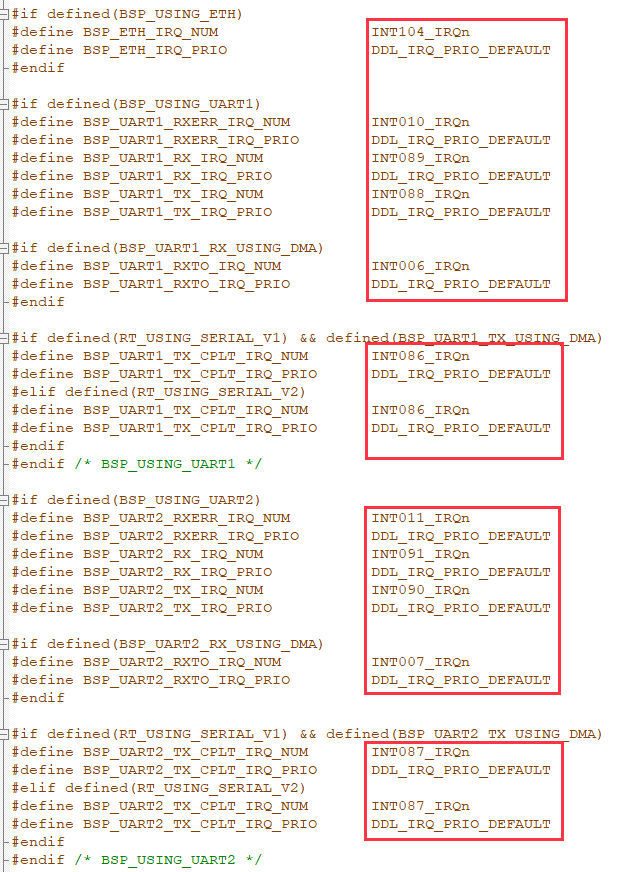 #if defined(BSP_USING_ETH)
#define BSP_ETH_IRQ_NUM INT104_IRQn
#define BSP_ETH_IRQ_PRIO DDL_IRQ_PRIO_DEFAULT
#endif
#if defined(BSP_USING_UART1)
#define BSP_UART1_RXERR_IRQ_NUM INT010_IRQn
#define BSP_UART1_RXERR_IRQ_PRIO DDL_IRQ_PRIO_DEFAULT
#define BSP_UART1_RX_IRQ_NUM INT089_IRQn
#define BSP_UART1_RX_IRQ_PRIO DDL_IRQ_PRIO_DEFAULT
#define BSP_UART1_TX_IRQ_NUM INT088_IRQn
#define BSP_UART1_TX_IRQ_PRIO DDL_IRQ_PRIO_DEFAULT
#if defined(BSP_UART1_RX_USING_DMA)
#define BSP_UART1_RXTO_IRQ_NUM INT006_IRQn
#define BSP_UART1_RXTO_IRQ_PRIO DDL_IRQ_PRIO_DEFAULT
#endif
#if defined(RT_USING_SERIAL_V1) && defined(BSP_UART1_TX_USING_DMA)
#define BSP_UART1_TX_CPLT_IRQ_NUM INT086_IRQn
#define BSP_UART1_TX_CPLT_IRQ_PRIO DDL_IRQ_PRIO_DEFAULT
#elif defined(RT_USING_SERIAL_V2)
#define BSP_UART1_TX_CPLT_IRQ_NUM INT086_IRQn
#define BSP_UART1_TX_CPLT_IRQ_PRIO DDL_IRQ_PRIO_DEFAULT
#endif
#endif /* BSP_USING_UART1 */
#if defined(BSP_USING_UART2)
#define BSP_UART2_RXERR_IRQ_NUM INT011_IRQn
#define BSP_UART2_RXERR_IRQ_PRIO DDL_IRQ_PRIO_DEFAULT
#define BSP_UART2_RX_IRQ_NUM INT091_IRQn
#define BSP_UART2_RX_IRQ_PRIO DDL_IRQ_PRIO_DEFAULT
#define BSP_UART2_TX_IRQ_NUM INT090_IRQn
#define BSP_UART2_TX_IRQ_PRIO DDL_IRQ_PRIO_DEFAULT
#if defined(BSP_UART2_RX_USING_DMA)
#define BSP_UART2_RXTO_IRQ_NUM INT007_IRQn
#define BSP_UART2_RXTO_IRQ_PRIO DDL_IRQ_PRIO_DEFAULT
#endif
#if defined(RT_USING_SERIAL_V1) && defined(BSP_UART2_TX_USING_DMA)
#define BSP_UART2_TX_CPLT_IRQ_NUM INT087_IRQn
#define BSP_UART2_TX_CPLT_IRQ_PRIO DDL_IRQ_PRIO_DEFAULT
#elif defined(RT_USING_SERIAL_V2)
#define BSP_UART2_TX_CPLT_IRQ_NUM INT087_IRQn
#define BSP_UART2_TX_CPLT_IRQ_PRIO DDL_IRQ_PRIO_DEFAULT
#endif
#endif /* BSP_USING_UART2 */